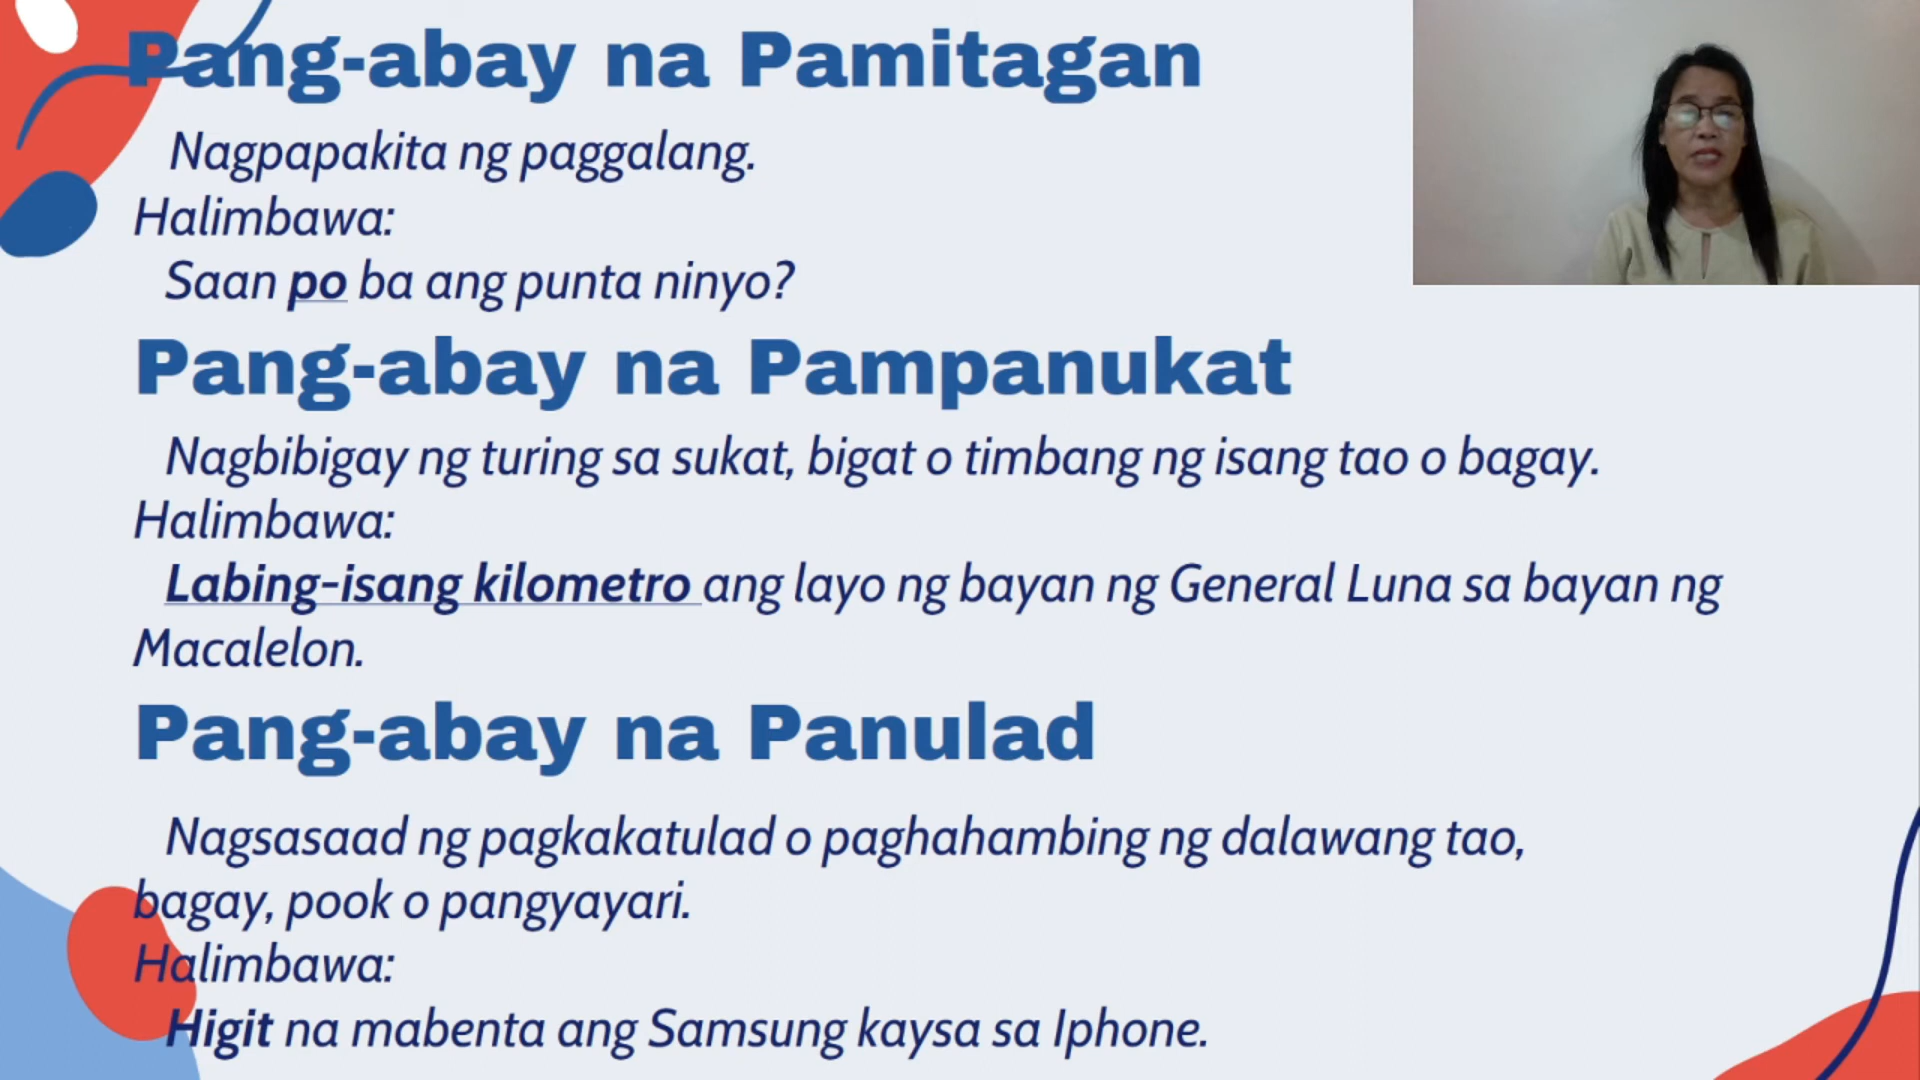 Pang-abay na Pamitagan
Nagpapakita ng paggalang.
Halimbawa:
Saan po ba ang punta ninyo?
Pang-abay na Pampanukat
Nagbibigay ng turing sa sukat, bigat o timbang ng isang tao o bagay.
Halimbawa:
Labing-isang kilometro ang layo ng bayan ng General Luna sa bayan ng
Macalelon.
Pang-abay na Panulad
Nagsasaad ng pagkakatulad o paghahambing ng dalawang tao,
bagay, pook o pangyayari.
Halimbawa:
Higit na mabenta ang Samsung kaysa sa Iphone.